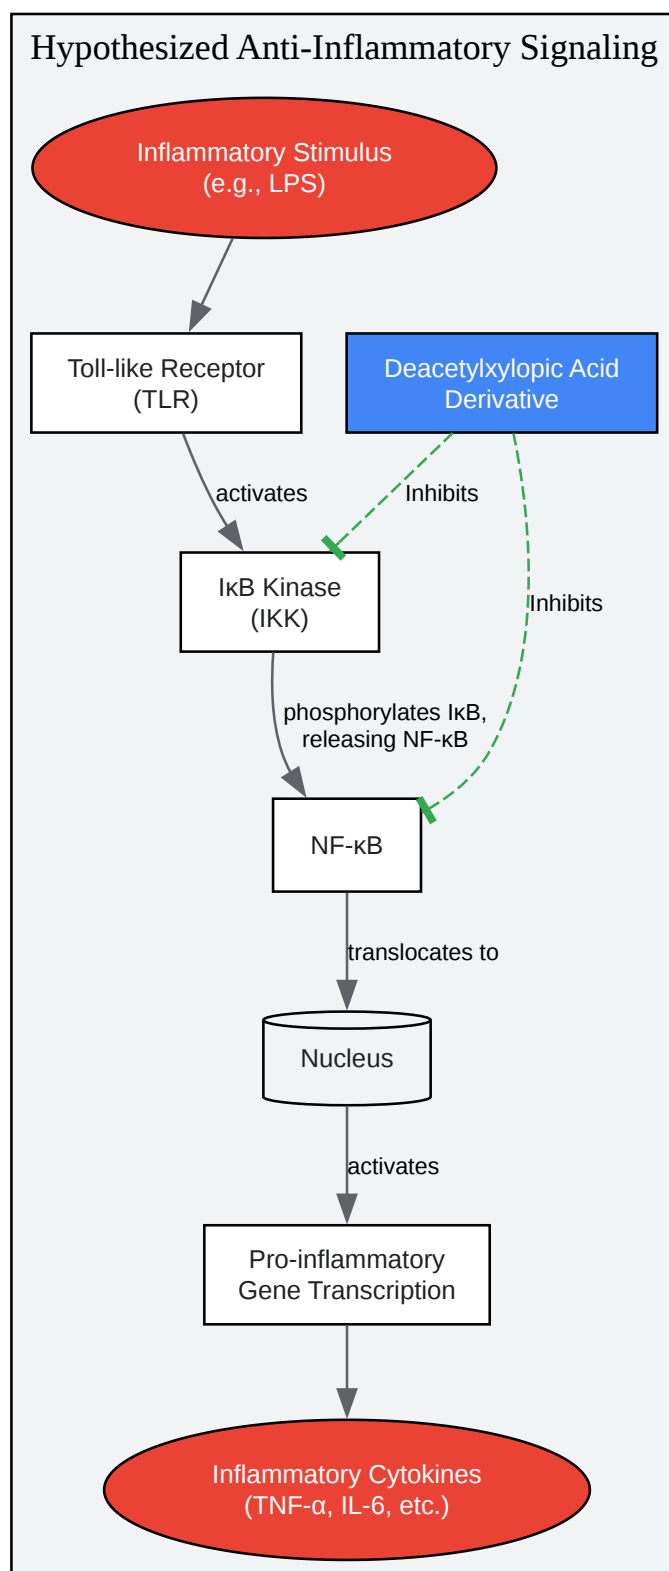 Hypothesized Anti-Inflammatory Signaling
Inflammatory Stimulus
(e.g., LPS)
Toll-like Receptor
(TLR)
Deacetylxylopic Acid
Derivative
activates
Inhibits
IκB Kinase
(IKK)
Inhibits
phosphorylates IκB,
releasing NF-κB
NF-κB
translocates to
Nucleus
activates
Pro-inflammatory
Gene Transcription
Inflammatory Cytokines
(TNF-α, IL-6, etc.)